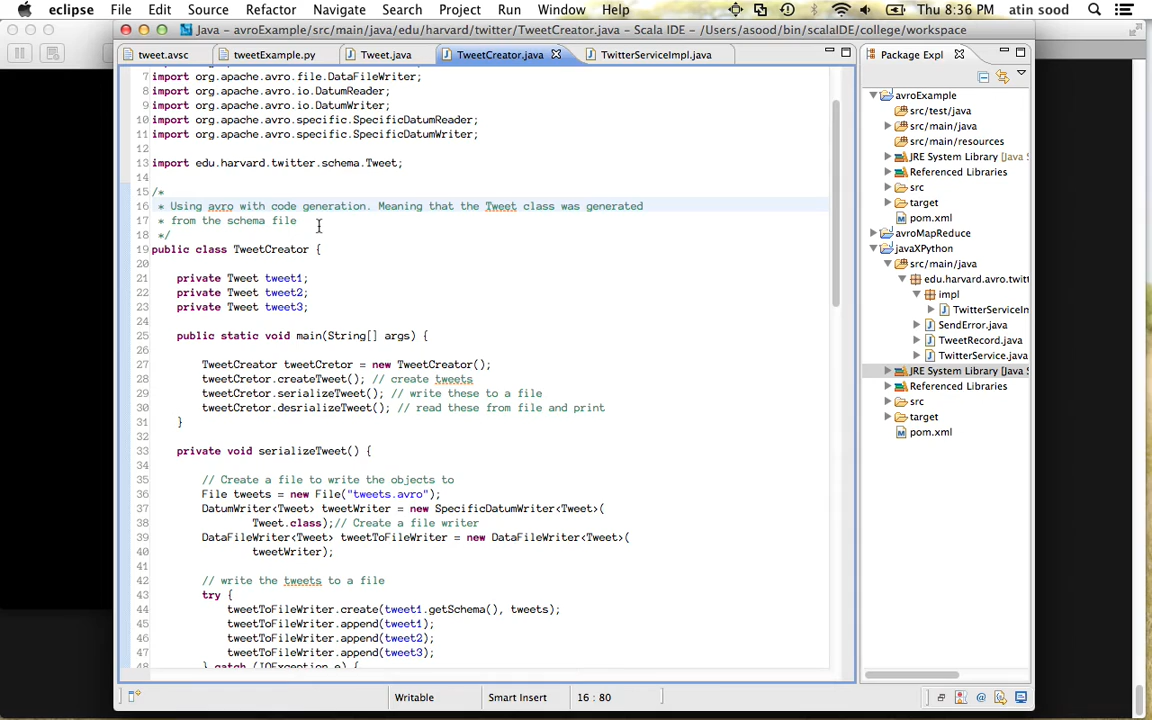 eclipse File Edit Source Refactor Navigate Search Project Run Window Help Thu 8:36 PM atin sood
Java - avroExample/src/main/java/edu/harvard/twitter/TweetCreator.java - Scala IDE - /Users/asood/bin/scalaIDE/college/workspace
tweet.avsc tweetExample.py Tweet.java TweetCreator.java TwitterServiceImpl.java Package Expl
7 import org.apache.avro.file.DataFileWriter;
8 import org.apache.avro.io.DatumReader;
9 import org.apache.avro.io.DatumWriter;
10 import org.apache.avro.specific.SpecificDatumReader;
11 import org.apache.avro.specific.SpecificDatumWriter;
12
13 import edu.harvard.twitter.schema.Tweet;
14
15 /*
16 * Using avro with code generation. Meaning that the Tweet class was generated
17 * from the schema file
18 */
19 public class TweetCreator {
20
21 private Tweet tweet1;
22 private Tweet tweet2;
23 private Tweet tweet3;
24
25 public static void main(String[] args) {
26
27 TweetCreator tweetCretor = new TweetCreator();
28 tweetCretor.createTweet(); // create tweets
29 tweetCretor.serializeTweet(); // write these to a file
30 tweetCretor.desrializeTweet(); // read these from file and print
31 }
32
33 private void serializeTweet() {
34
35 // Create a file to write the objects to
36 File tweets = new File("tweets.avro");
37 DatumWriter<Tweet> tweetWriter = new SpecificDatumWriter<Tweet>(
38 Tweet.class);// Create a file writer
39 DataFileWriter<Tweet> tweetToFileWriter = new DataFileWriter<Tweet>(
40 tweetWriter);
41
42 // write the tweets to a file
43 try {
44 tweetToFileWriter.create(tweet1.getSchema(), tweets);
45 tweetToFileWriter.append(tweet1);
46 tweetToFileWriter.append(tweet2);
47 tweetToFileWriter.append(tweet3);
48 } catch (IOException e) {
avroExample
src/test/java
src/main/java
src/main/resources
JRE System Library [Java S
Referenced Libraries
src
target
pom.xml
avroMapReduce
javaXPython
src/main/java
edu.harvard.avro.twitt
impl
TwitterServiceIm
SendError.java
TweetRecord.java
TwitterService.java
JRE System Library [Java S
Referenced Libraries
src
target
pom.xml
Writable Smart Insert 16 : 80